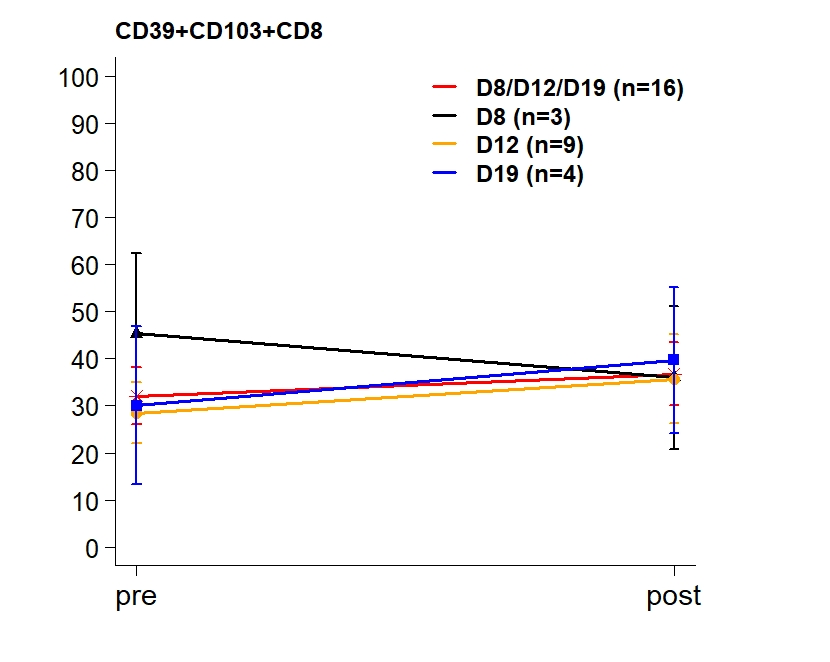 CD39+CD103+CD8
100
90
80
70
60
50
40
30
20
10
0
D8/D12/D19 (n=16)
D8 (n=3)
D12 (n=9)
D19 (n=4)
pre
post